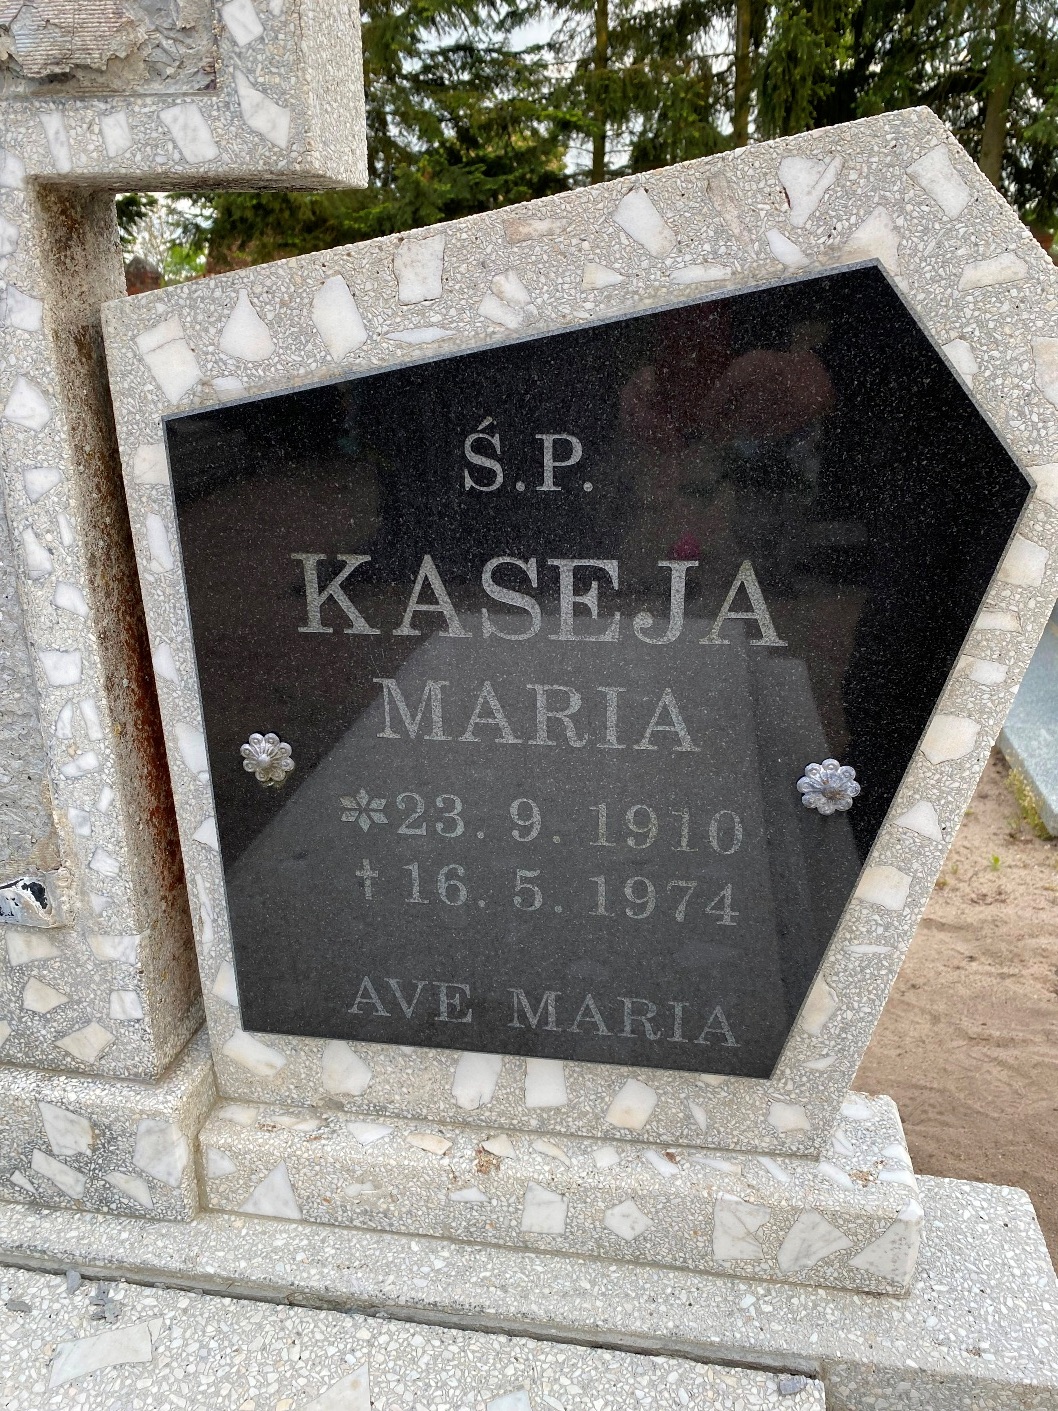 Ś.P.
KASEJA
MARIA
* 23. 9. 1910
† 16. 5. 1974
AVE MARIA